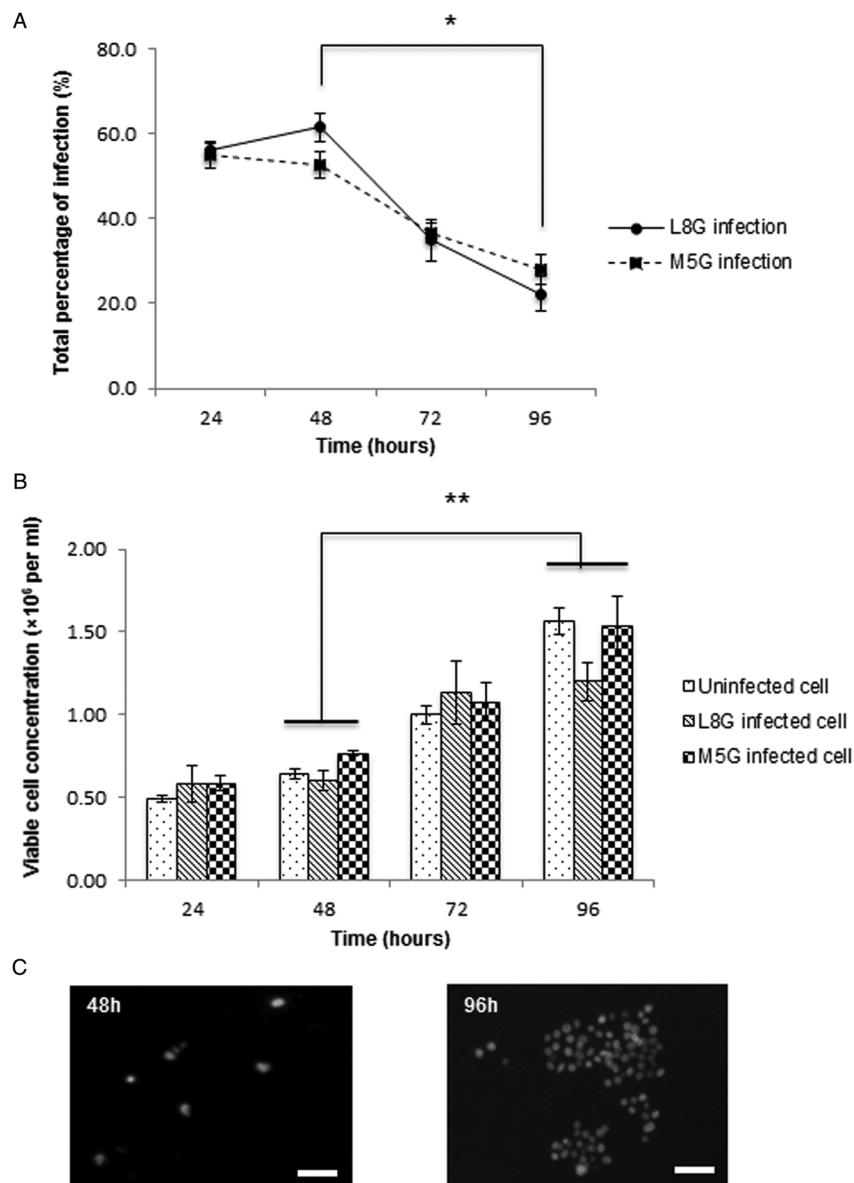 A
*
80.0
60.0
40.0
20.0
0.0
Total percentage of infection (%)
24 48 72 96
Time (hours)
L8G infection
M5G infection
B
**
2.00
1.50
1.00
0.50
0.00
Viable cell concentration (×10⁶ per ml)
24 48 72 96
Time (hours)
Uninfected cell
L8G infected cell
M5G infected cell
C
48h
96h